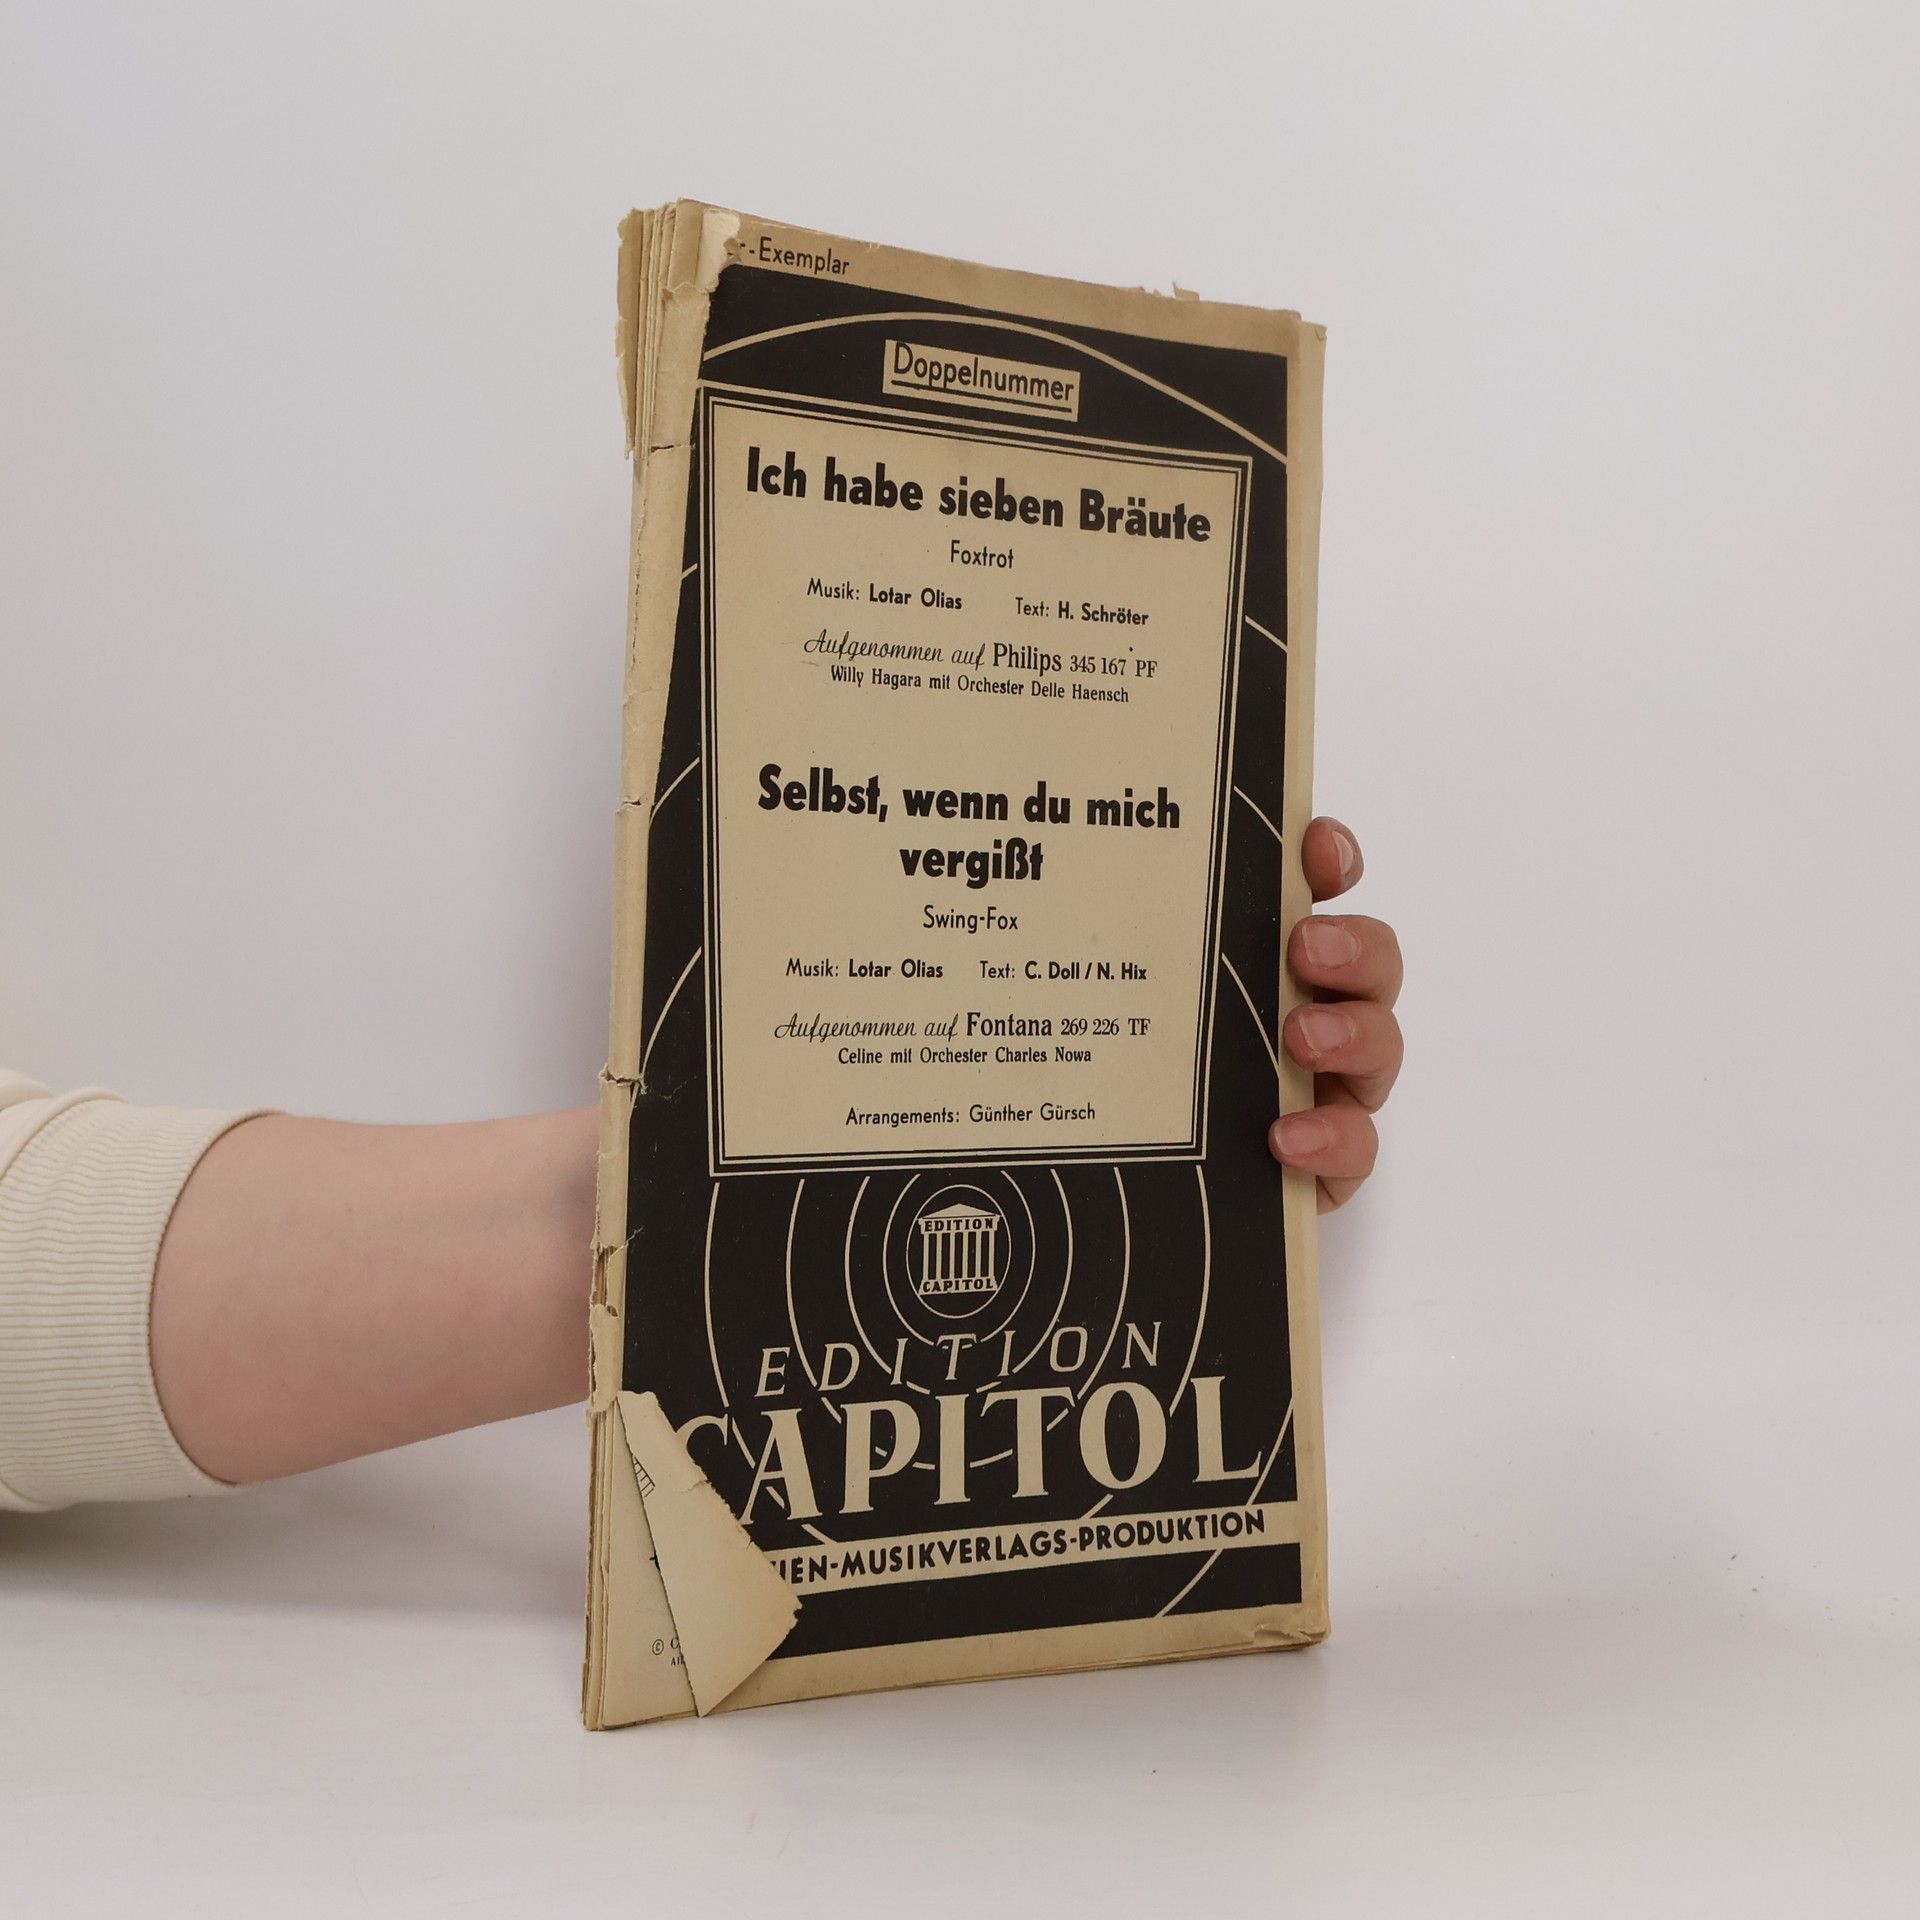 -Exemplar
Doppelnummer
Ich habe sieben Bräute
Foxtrot
Musik: Lotar Olias Text: H. Schröter
Aufgenommen auf Philips 345 167 PF
Willy Hagara mit Orchester Delle Haensch
Selbst, wenn du mich
vergißt
Swing-Fox
Musik: Lotar Olias Text: C. Doll / N. Hix
Aufgenommen auf Fontana 269 226 TF
Celine mit Orchester Charles Nowa
Arrangements: Günther Gürsch
EDITION
CAPITOL
EDITION
CAPITOL
-MUSIKVERLAGS-PRODUKTION
©